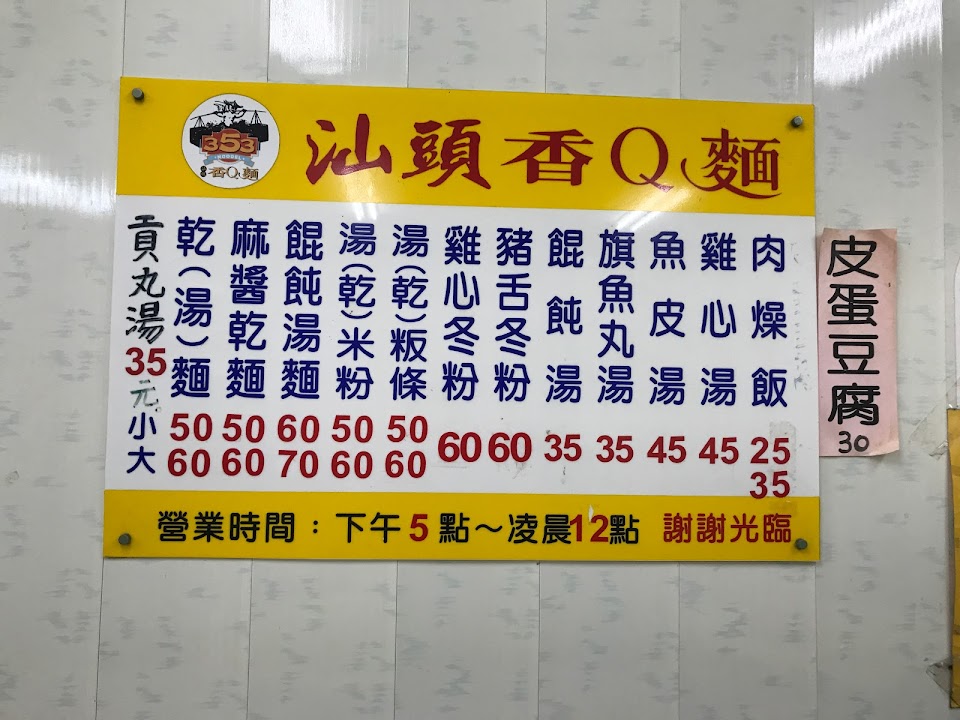 353
香Q麵
汕頭香Q麵
貢丸湯35元
小
大
乾(湯)麵
50
60
麻醬乾麵
50
60
餛飩湯麵
60
70
湯(乾)米粉
50
60
湯(乾)粄條
50
60
雞心冬粉
60
豬舌冬粉
60
餛飩湯
35
旗魚丸湯
35
魚皮湯
45
雞心湯
45
肉燥飯
25
35
營業時間：下午5點～凌晨12點 謝謝光臨
皮蛋豆腐
30